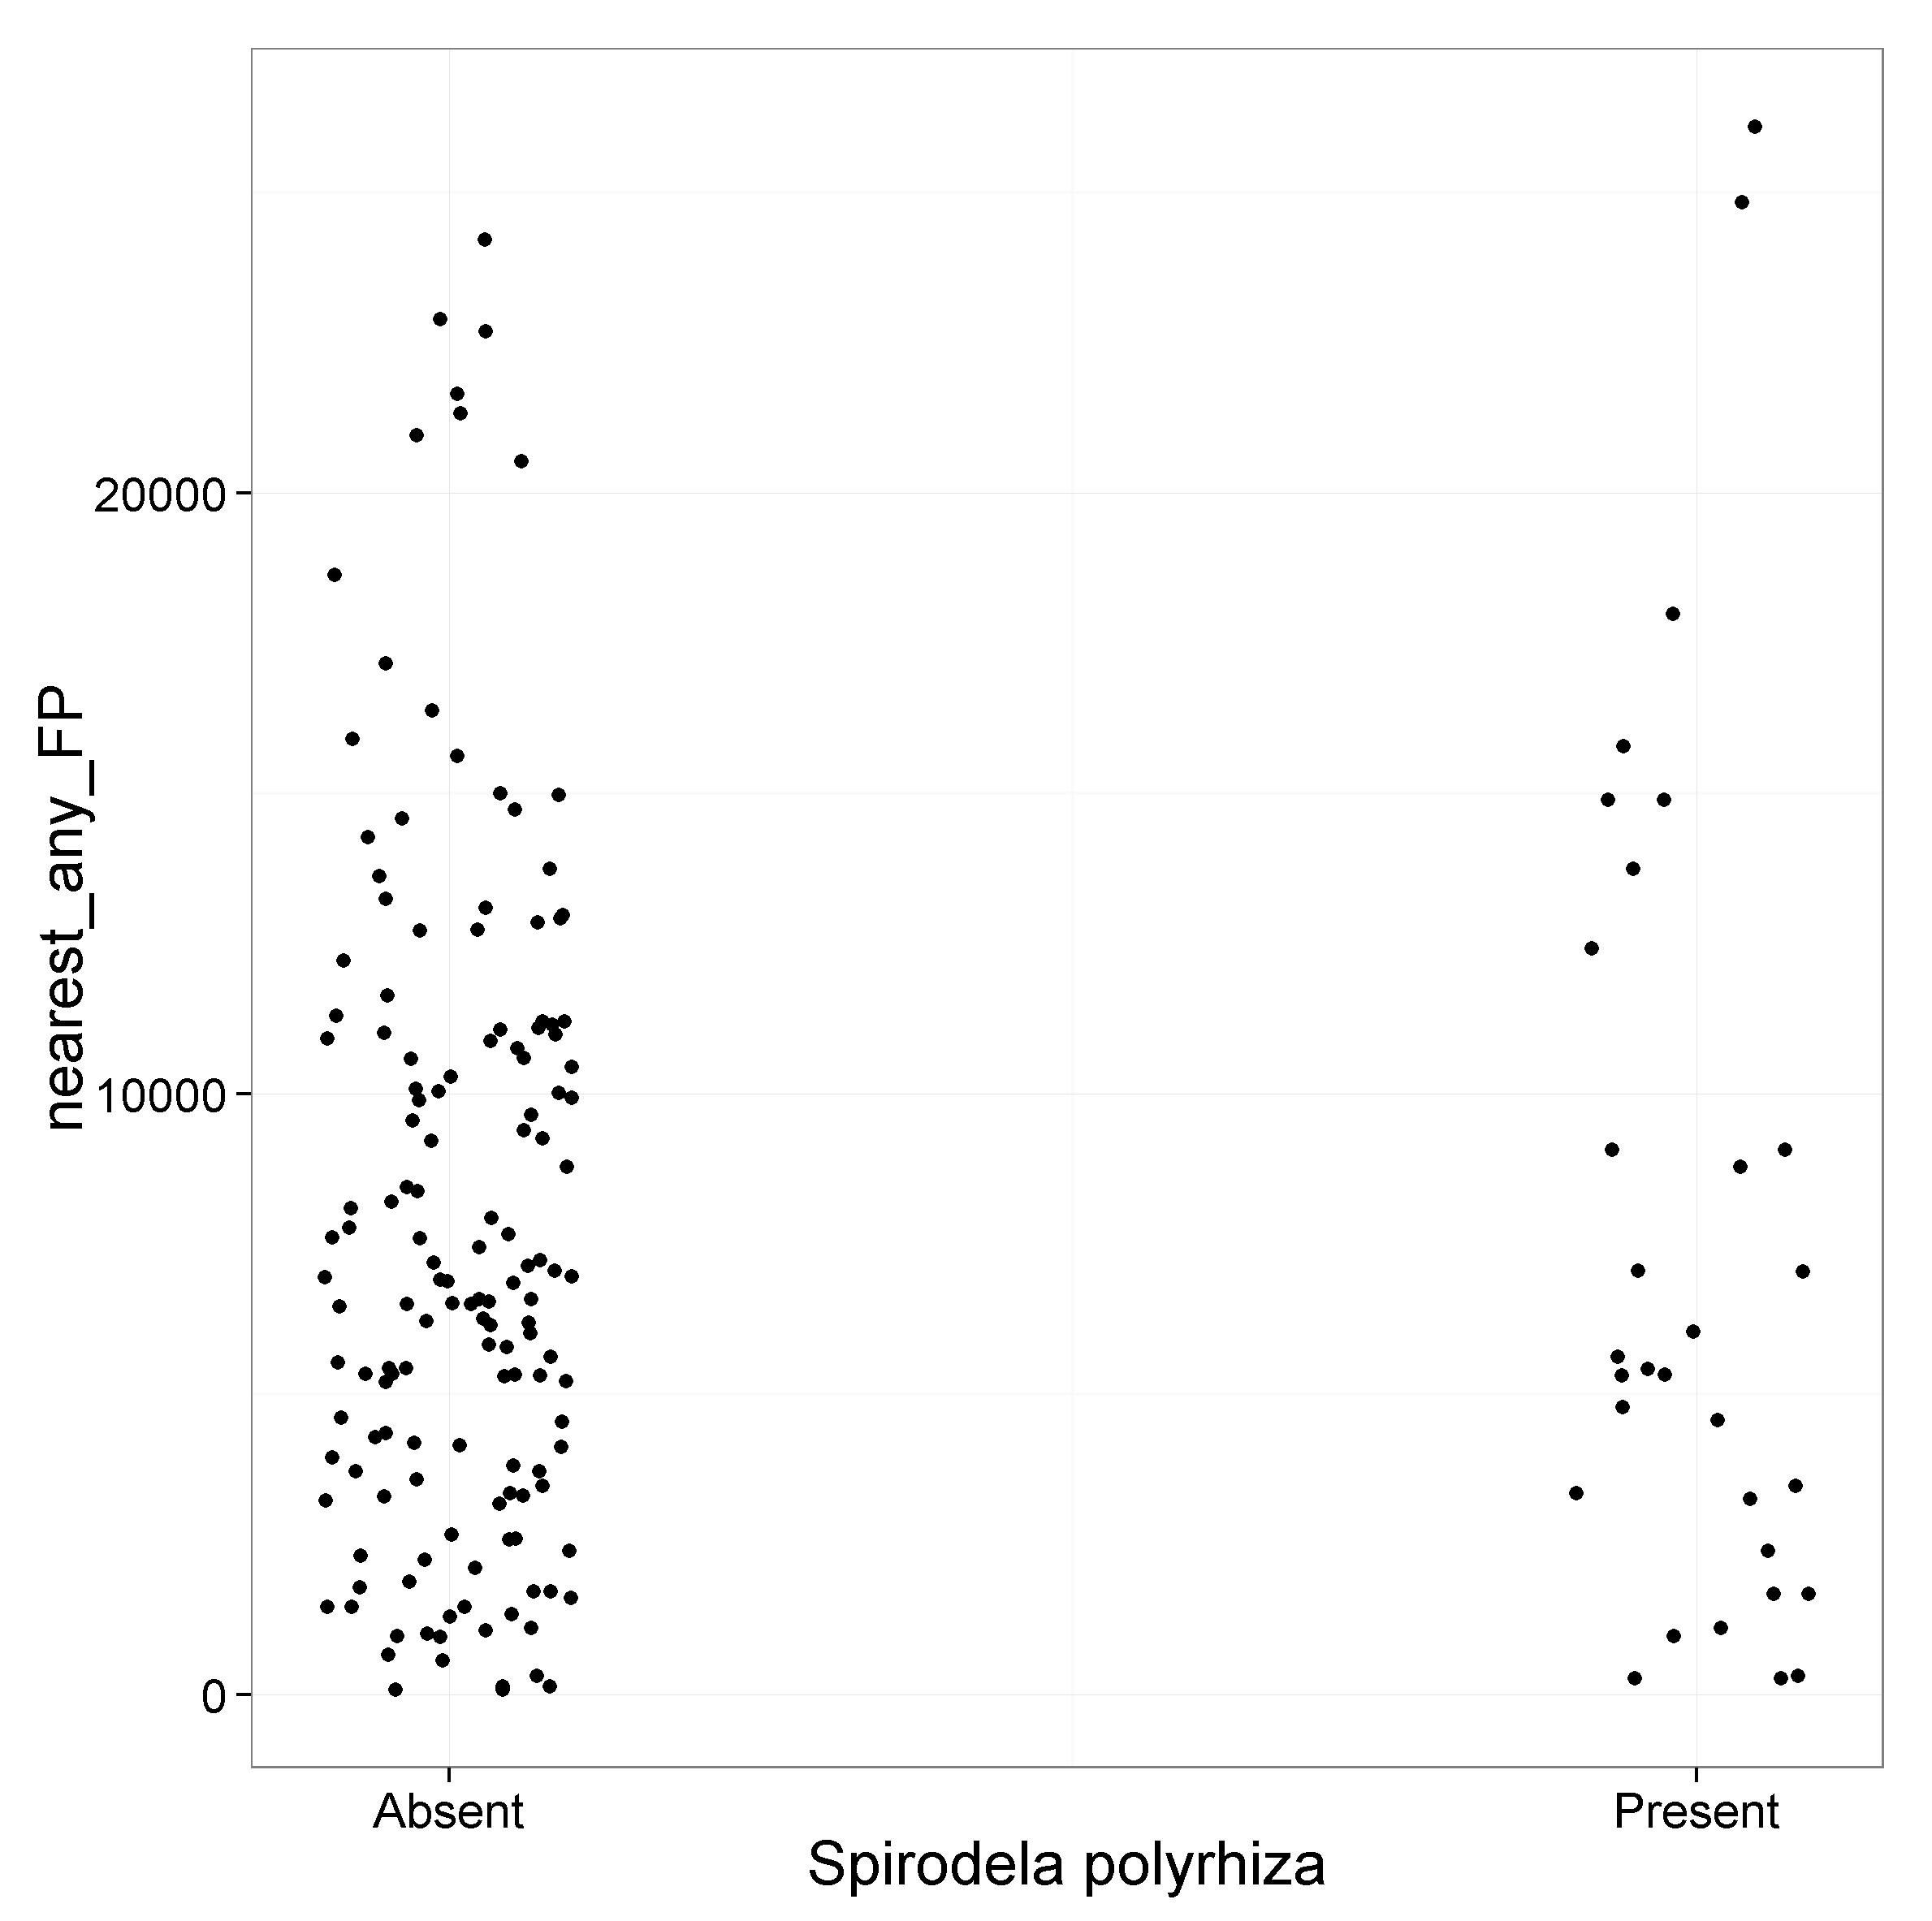 nearest_any_FP
20000
10000
0
Absent
Present
Spirodela polyrhiza